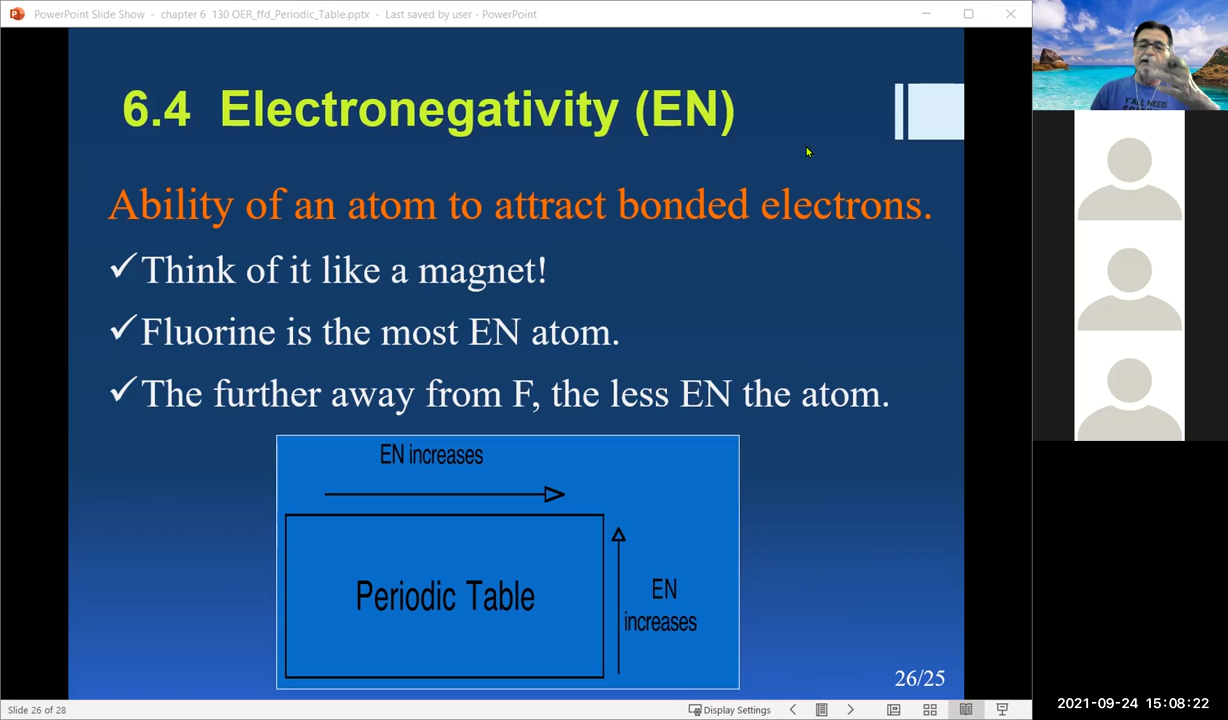 PowerPoint Slide Show - chapter 6 130 OER_ffd_Periodic_Table.pptx - Last saved by user - PowerPoint
6.4 Electronegativity (EN)
Ability of an atom to attract bonded electrons.
✓Think of it like a magnet!
✓Fluorine is the most EN atom.
✓The further away from F, the less EN the atom.
EN increases
Periodic Table
EN
increases
26/25
Y'ALL NEED
Slide 26 of 28
Display Settings
2021-09-24 15:08:22